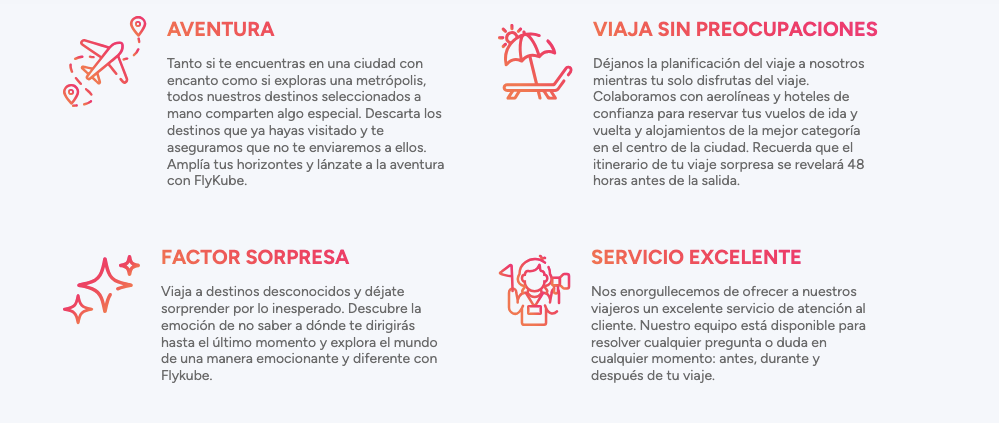 AVENTURA
Tanto si te encuentras en una ciudad con
encanto como si exploras una metrópolis,
todos nuestros destinos seleccionados a
mano comparten algo especial. Descarta los
destinos que ya hayas visitado y te
aseguramos que no te enviaremos a ellos.
Amplía tus horizontes y lánzate a la aventura
con FlyKube.
VIAJA SIN PREOCUPACIONES
Déjanos la planificación del viaje a nosotros
mientras tu solo disfrutas del viaje.
Colaboramos con aerolíneas y hoteles de
confianza para reservar tus vuelos de ida y
vuelta y alojamientos de la mejor categoría
en el centro de la ciudad. Recuerda que el
itinerario de tu viaje sorpresa se revelará 48
horas antes de la salida.
FACTOR SORPRESA
Viaja a destinos desconocidos y déjate
sorprender por lo inesperado. Descubre la
emoción de no saber a dónde te dirigirás
hasta el último momento y explora el mundo
de una manera emocionante y diferente con
Flykube.
SERVICIO EXCELENTE
Nos enorgullecemos de ofrecer a nuestros
viajeros un excelente servicio de atención al
cliente. Nuestro equipo está disponible para
resolver cualquier pregunta o duda en
cualquier momento: antes, durante y
después de tu viaje.